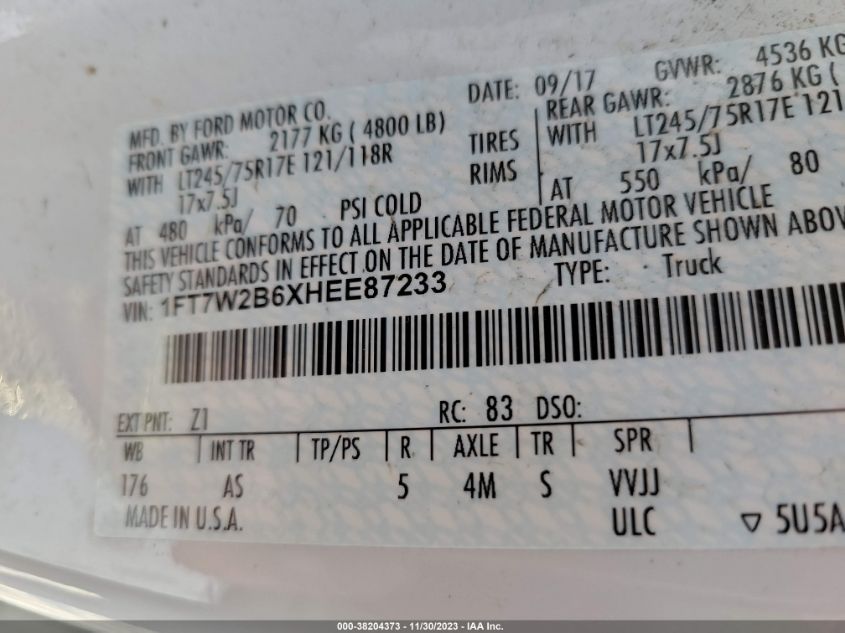 MFD. BY FORD MOTOR CO.
DATE: 09/17 GVWR: 4536 KG
FRONT GAWR: 2177 KG ( 4800 LB)
REAR GAWR: 2876 KG (
WITH LT245/75R17E 121/118R TIRES
WITH LT245/75R17E 121
17x7.5J RIMS
17x7.5J
AT 480 kPa/ 70 PSI COLD
AT 550 kPa/ 80
THIS VEHICLE CONFORMS TO ALL APPLICABLE FEDERAL MOTOR VEHICLE
SAFETY STANDARDS IN EFFECT ON THE DATE OF MANUFACTURE SHOWN ABOV
VIN: 1FT7W2B6XHEE87233 TYPE: Truck
EXT PNT: Z1 RC: 83 DSO:
WB INT TR TP/PS R AXLE TR SPR
176 AS 5 4M S VVJJ
MADE IN U.S.A. ULC ▽ 5U5A
000-38204373 - 11/30/2023 - IAA Inc.